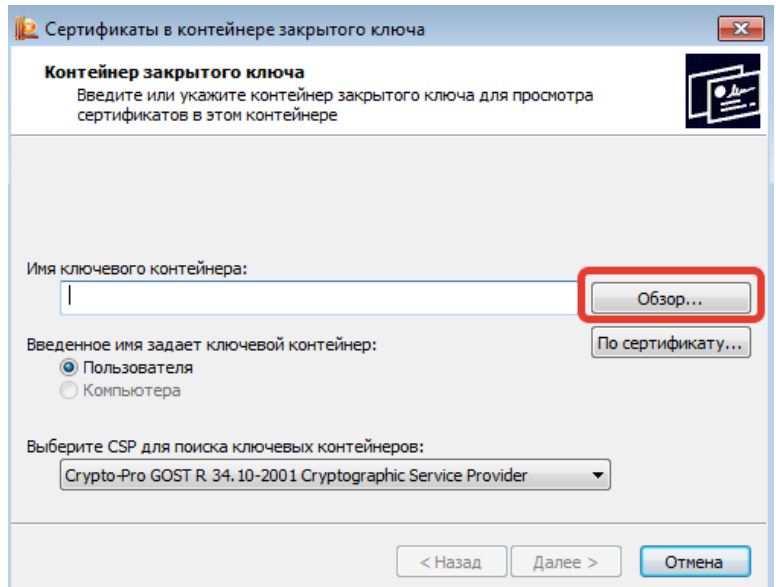 Сертификаты в контейнере закрытого ключа
Контейнер закрытого ключа
Введите или укажите контейнер закрытого ключа для просмотра
сертификатов в этом контейнере
Имя ключевого контейнера:
Обзор...
Введенное имя задает ключевой контейнер:
По сертификату...
Пользователя
Компьютера
Выберите CSP для поиска ключевых контейнеров:
Crypto-Pro GOST R 34.10-2001 Cryptographic Service Provider
< Назад Далее > Отмена